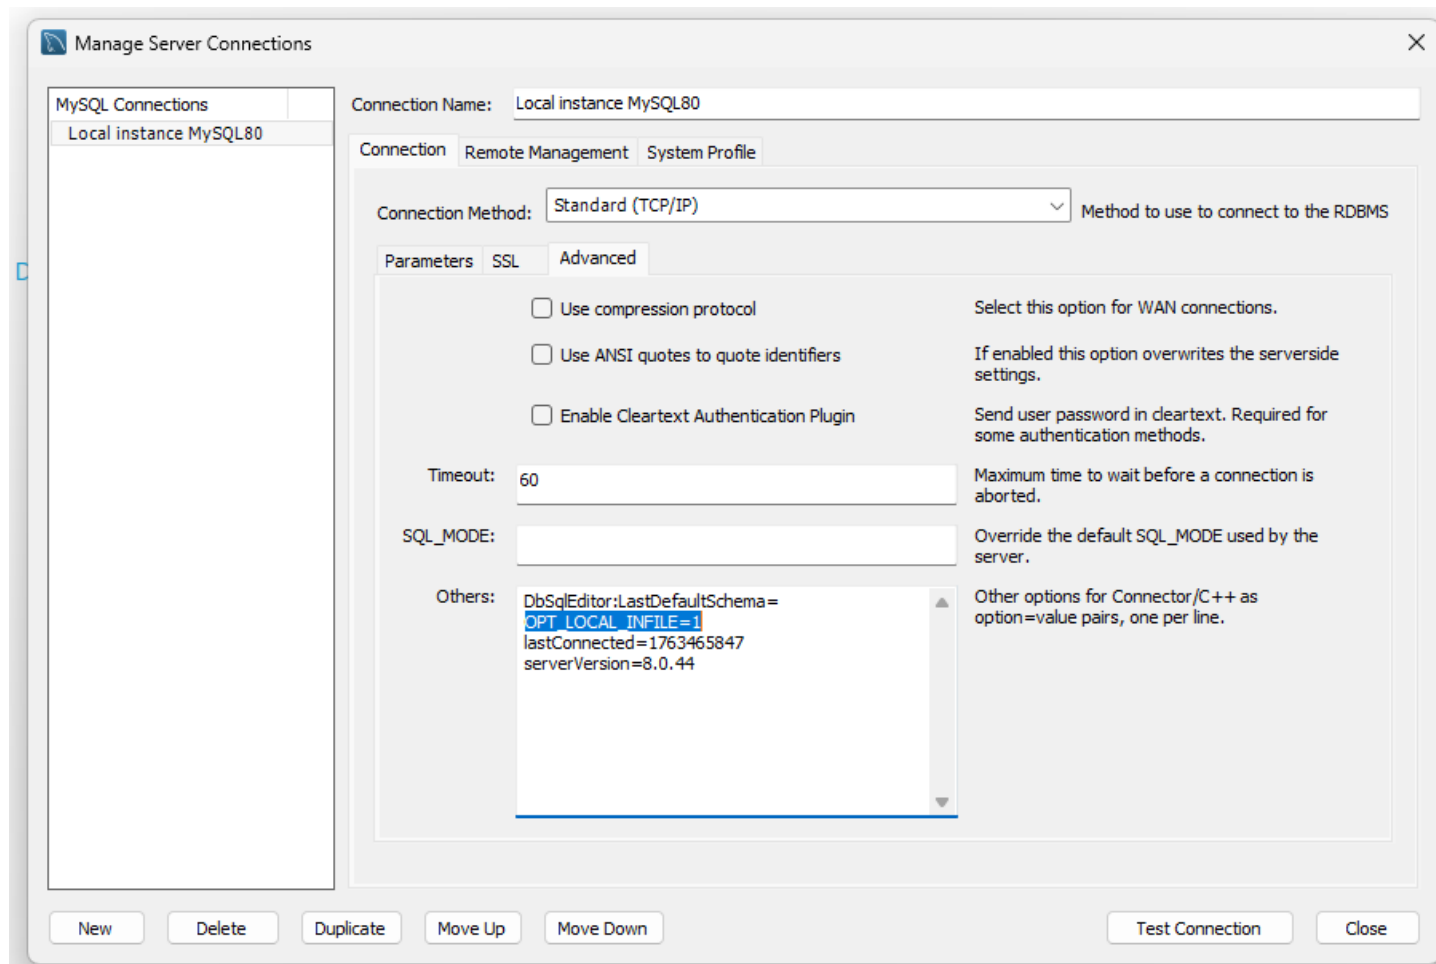 Manage Server Connections
MySQL Connections
Local instance MySQL80
Connection Name: Local instance MySQL80
Connection Remote Management System Profile
Connection Method: Standard (TCP/IP) Method to use to connect to the RDBMS
Parameters SSL Advanced
D
Use compression protocol Select this option for WAN connections.
Use ANSI quotes to quote identifiers If enabled this option overwrites the serverside
settings.
Enable Cleartext Authentication Plugin Send user password in cleartext. Required for
some authentication methods.
Timeout: 60 Maximum time to wait before a connection is
aborted.
SQL_MODE: Override the default SQL_MODE used by the
server.
Others: DbSqlEditor:LastDefaultSchema= Other options for Connector/C++ as
OPT_LOCAL_INFILE=1 option=value pairs, one per line.
lastConnected=1763465847
serverVersion=8.0.44
New Delete Duplicate Move Up Move Down Test Connection Close